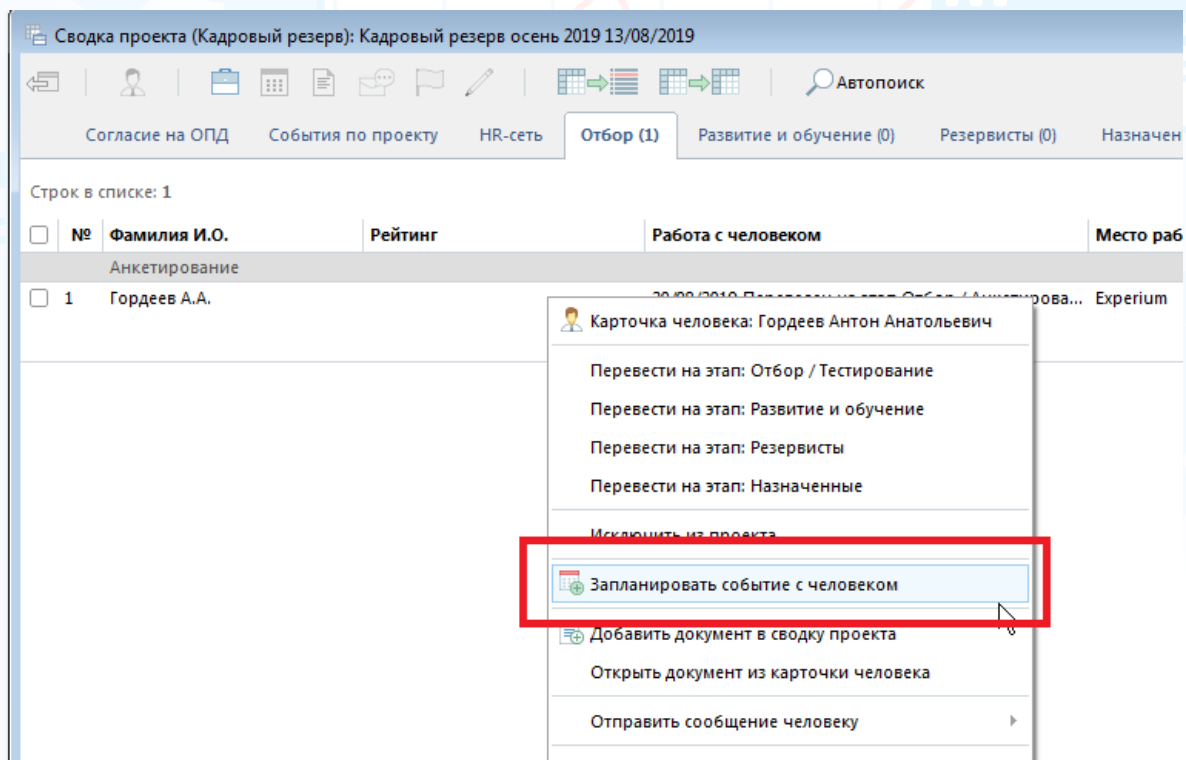 Сводка проекта (Кадровый резерв): Кадровый резерв осень 2019 13/08/2019
Автопоиск
Согласие на ОПД События по проекту HR-сеть Отбор (1) Развитие и обучение (0) Резервисты (0) Назначен
Строк в списке: 1
№ Фамилия И.О. Рейтинг Работа с человеком Место раб
Анкетирование
1 Гордеев А.А. Experium
Карточка человека: Гордеев Антон Анатольевич
Перевести на этап: Отбор / Тестирование
Перевести на этап: Развитие и обучение
Перевести на этап: Резервисты
Перевести на этап: Назначенные
Исключить из проекта
Запланировать событие с человеком
Добавить документ в сводку проекта
Открыть документ из карточки человека
Отправить сообщение человеку